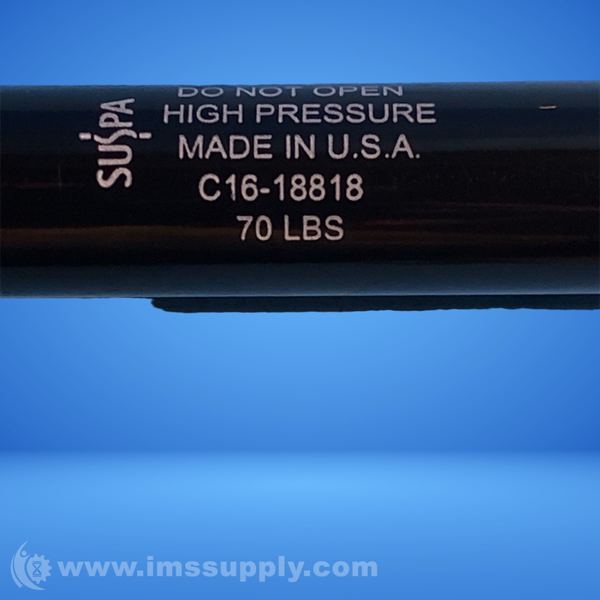 SUSPA
DO NOT OPEN
HIGH PRESSURE
MADE IN U.S.A.
C16-18818
70 LBS
www.imssupply.com